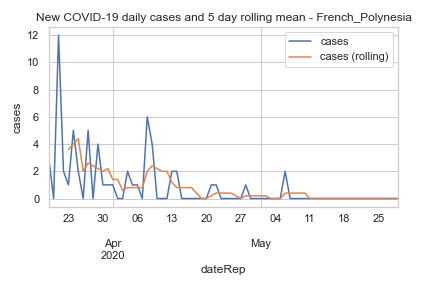 New COVID-19 daily cases and 5 day rolling mean - French_Polynesia
cases
cases (rolling)
12
10
8
6
4
2
0
cases
23 30 06 13 20 27 04 11 18 25
Apr May
2020
dateRep